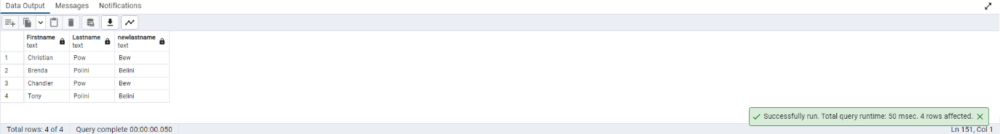 Data Output Messages Notifications
Firstname Lastname newlastname
text text text
1 Christian Pow Bew
2 Brenda Polini Belini
3 Chandler Pow Bew
4 Tony Polini Belini
Successfully run. Total query runtime: 50 msec. 4 rows affected.
Total rows: 4 of 4 Query complete 00:00:00.050 Ln 151, Col 1